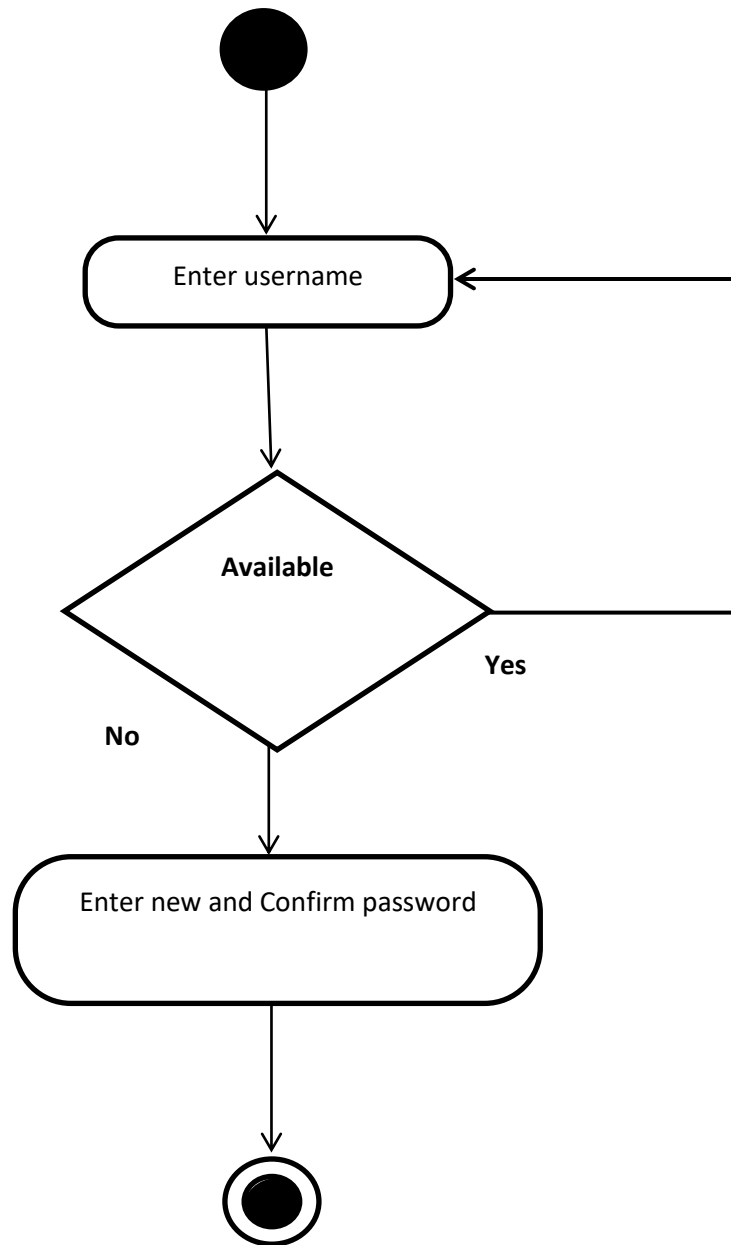 Enter username
Available
Yes
No
Enter new and Confirm password